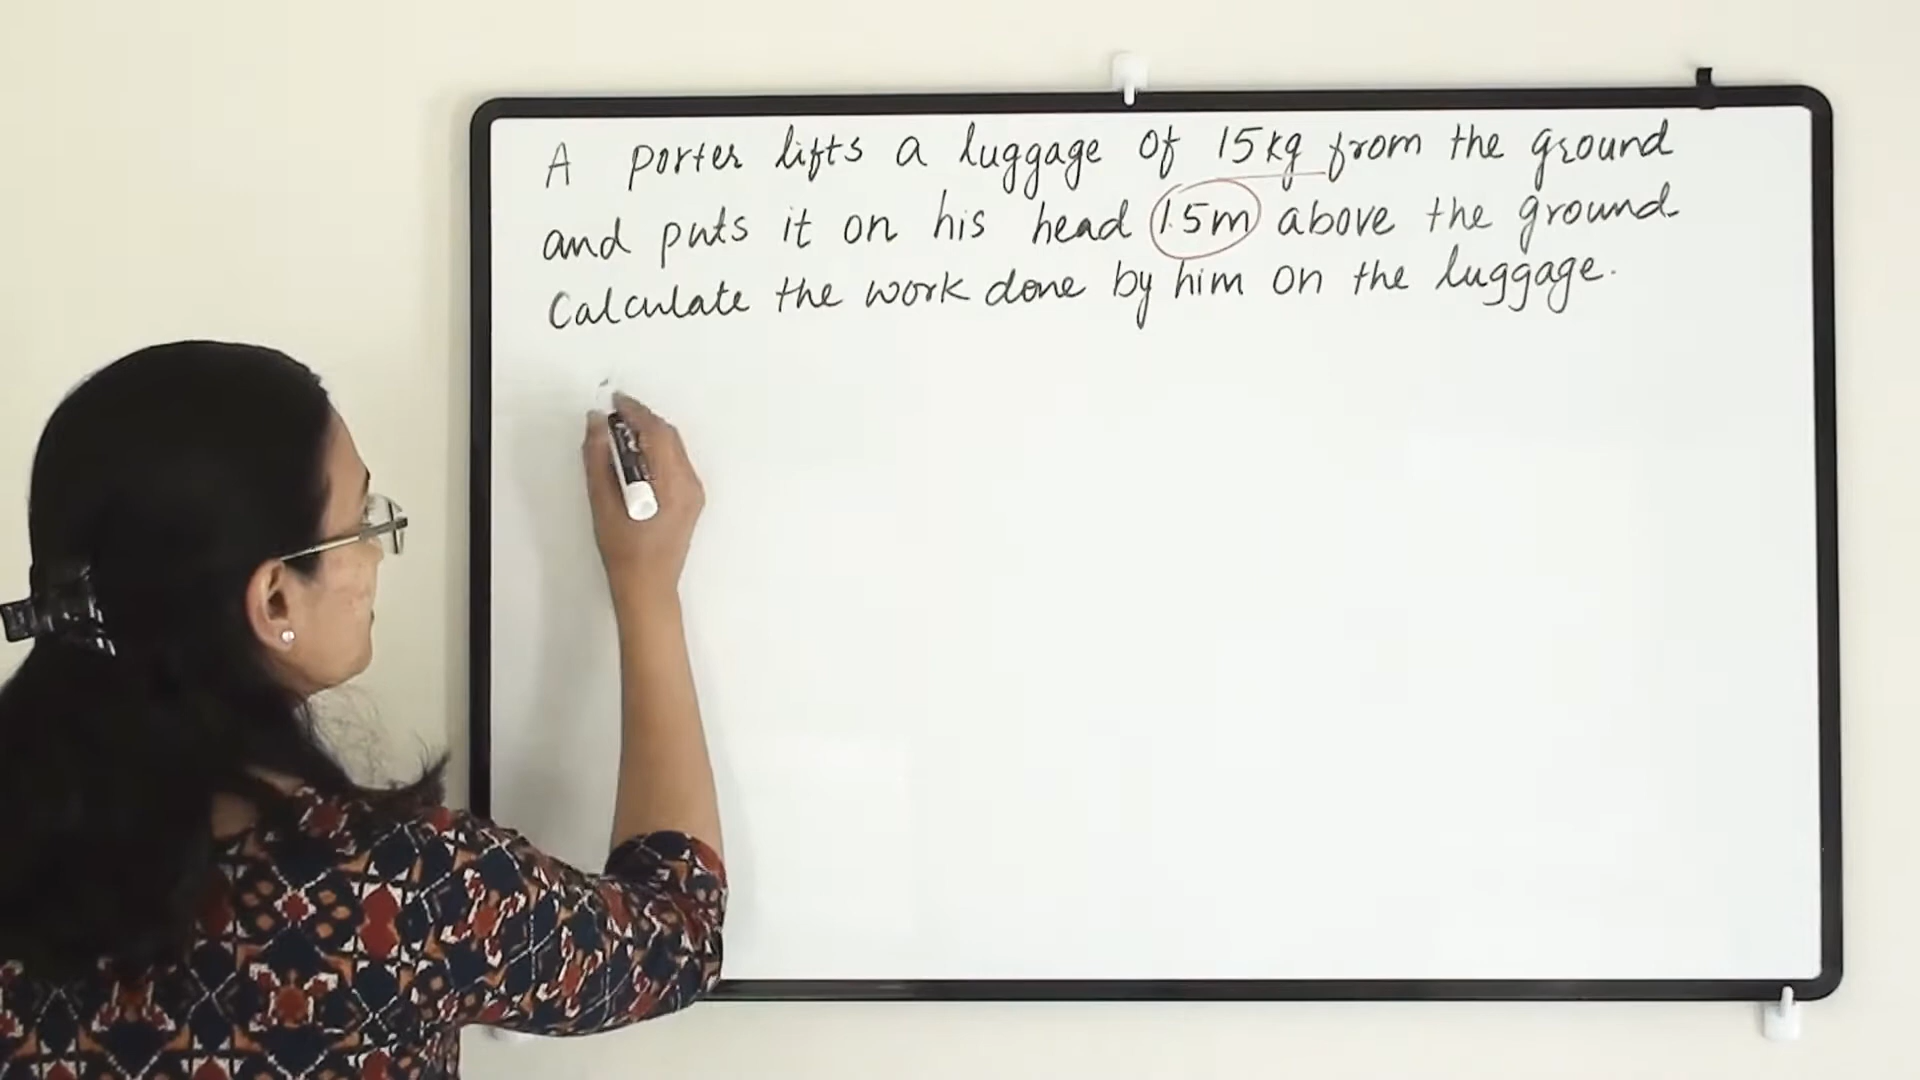 A porter lifts a luggage of 15kg from the ground
and puts it on his head 1.5m above the ground
Calculate the work done by him on the luggage.